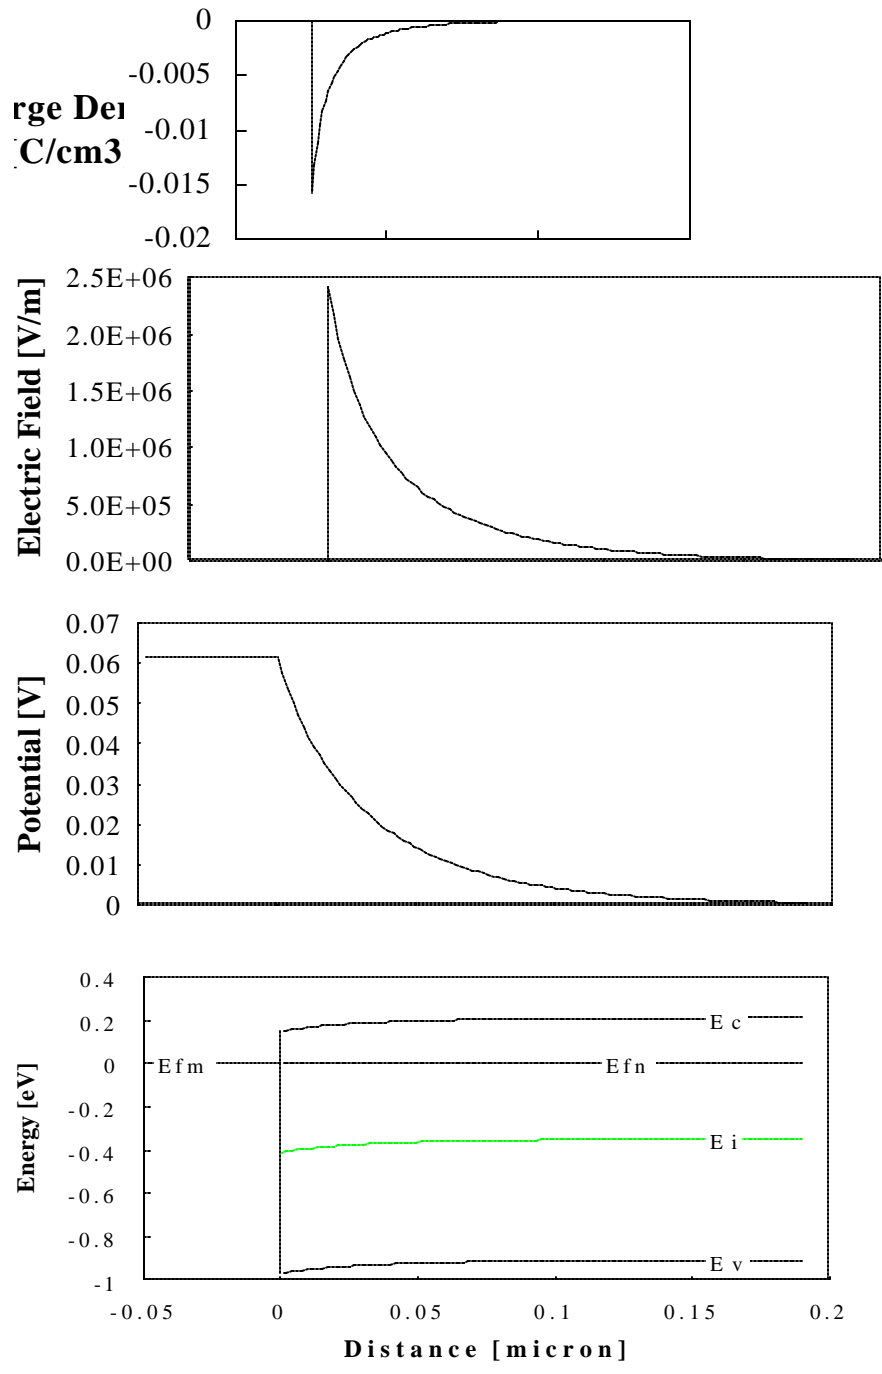 0
-0.005
-0.01
-0.015
-0.02
rge Der
C/cm3
2.5E+06
2.0E+06
1.5E+06
1.0E+06
5.0E+05
0.0E+00
Electric Field [V/m]
0.07
0.06
0.05
0.04
0.03
0.02
0.01
0
Potential [V]
0.4
0.2
0
-0.2
-0.4
-0.6
-0.8
-1
Energy [eV]
Ec
Efm
Efn
Ei
Ev
-0.05 0 0.05 0.1 0.15 0.2
Distance [micron]